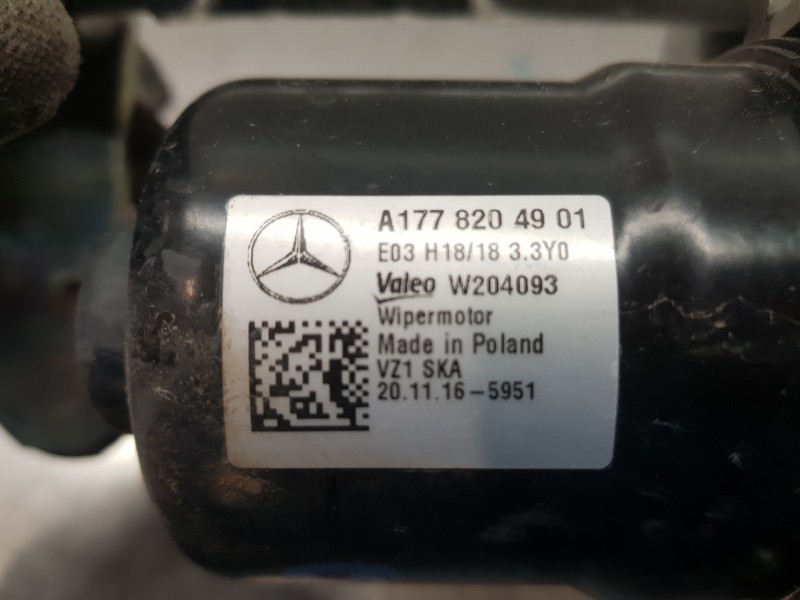 A177 820 49 01
E03 H18/18 3.3Y0
Valeo W204093
Wipermotor
Made in Poland
VZ1 SKA
20.11.16-5951